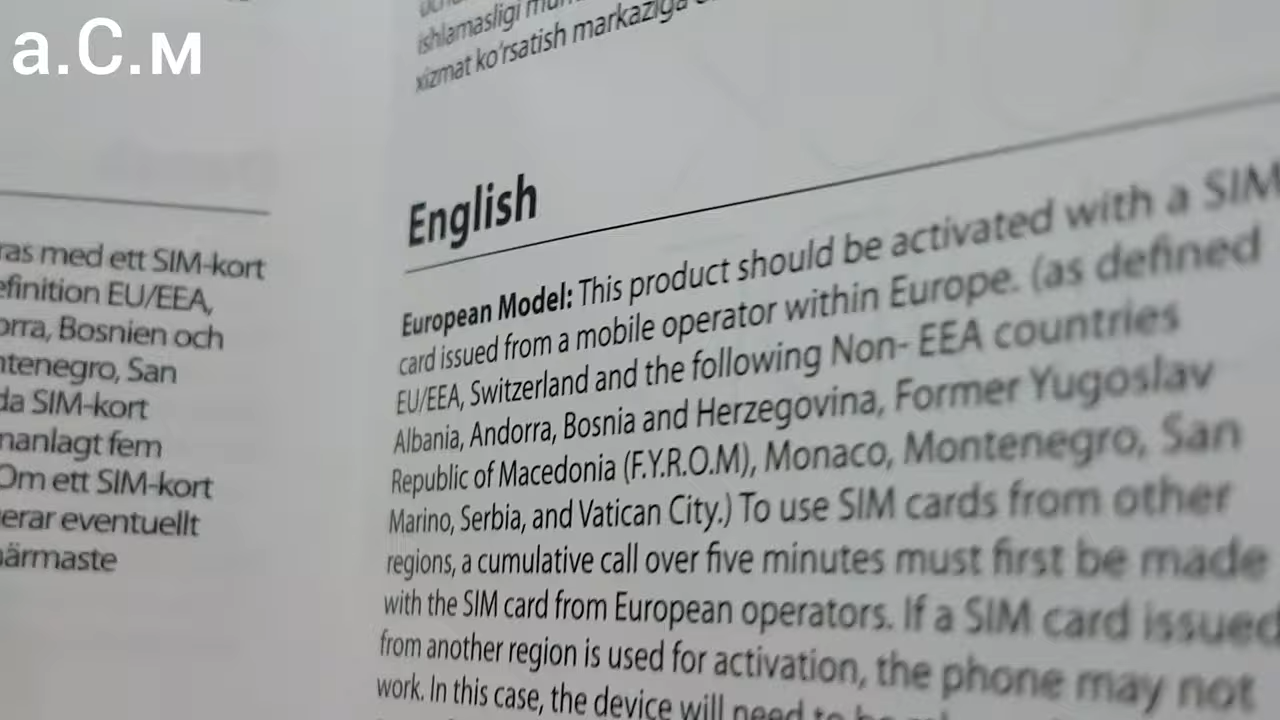 a.C.м
ishlamasligi
xizmat ko'rsatish markaziga
ras med ett SIM-kort
efinition EU/EEA,
orra, Bosnien och
ntenegro, San
da SIM-kort
nanlagt fem
Om ett SIM-kort
erar eventuellt
närmaste
English
European Model: This product should be activated with a SIM
card issued from a mobile operator within Europe. (as defined
EU/EEA, Switzerland and the following Non- EEA countries
Albania, Andorra, Bosnia and Herzegovina, Former Yugoslav
Republic of Macedonia (F.Y.R.O.M), Monaco, Montenegro, San
Marino, Serbia, and Vatican City.) To use SIM cards from other
regions, a cumulative call over five minutes must first be made
with the SIM card from European operators. If a SIM card issued
from another region is used for activation, the phone may not
work. In this case, the device will need to be